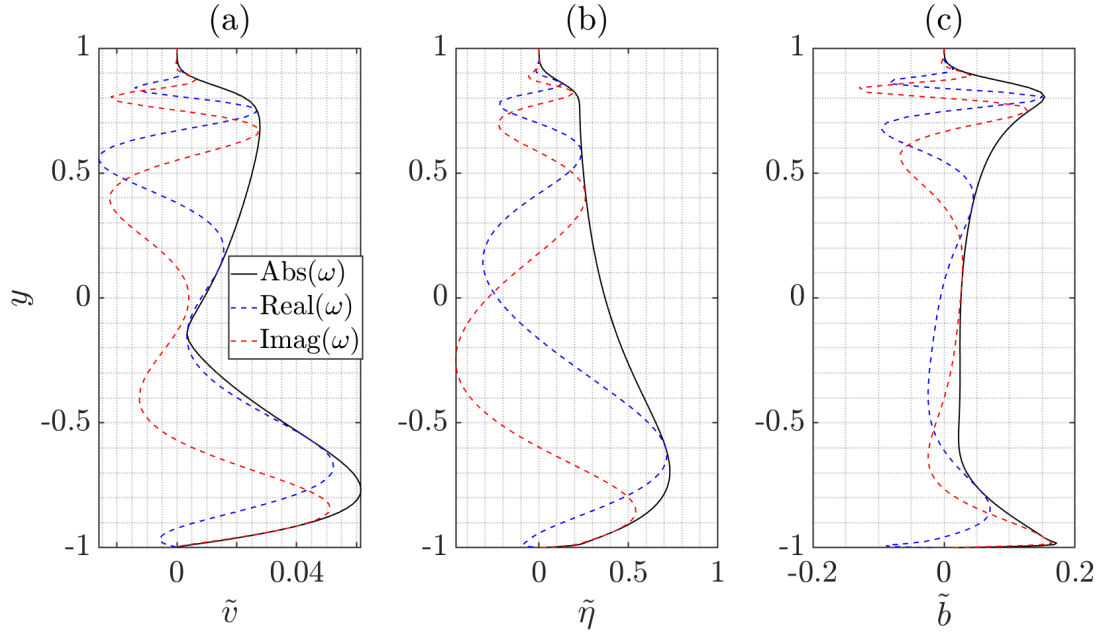 (a) (b) (c)
1 1 1
0.5 0.5 0.5
y 0 0 0
Abs(ω)
Real(ω)
Imag(ω)
-0.5 -0.5 -0.5
-1 -1 -1
0 0.04 0 0.5 1 -0.2 0 0.2
ṽ η̃ b̃